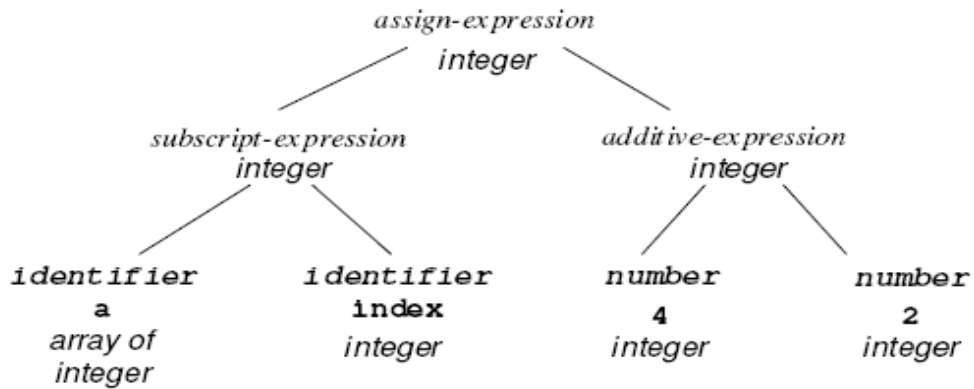 assign-expression
integer
subscript-expression additive-expression
integer integer
identifier identifier number number
a index 4 2
array of integer integer integer integer